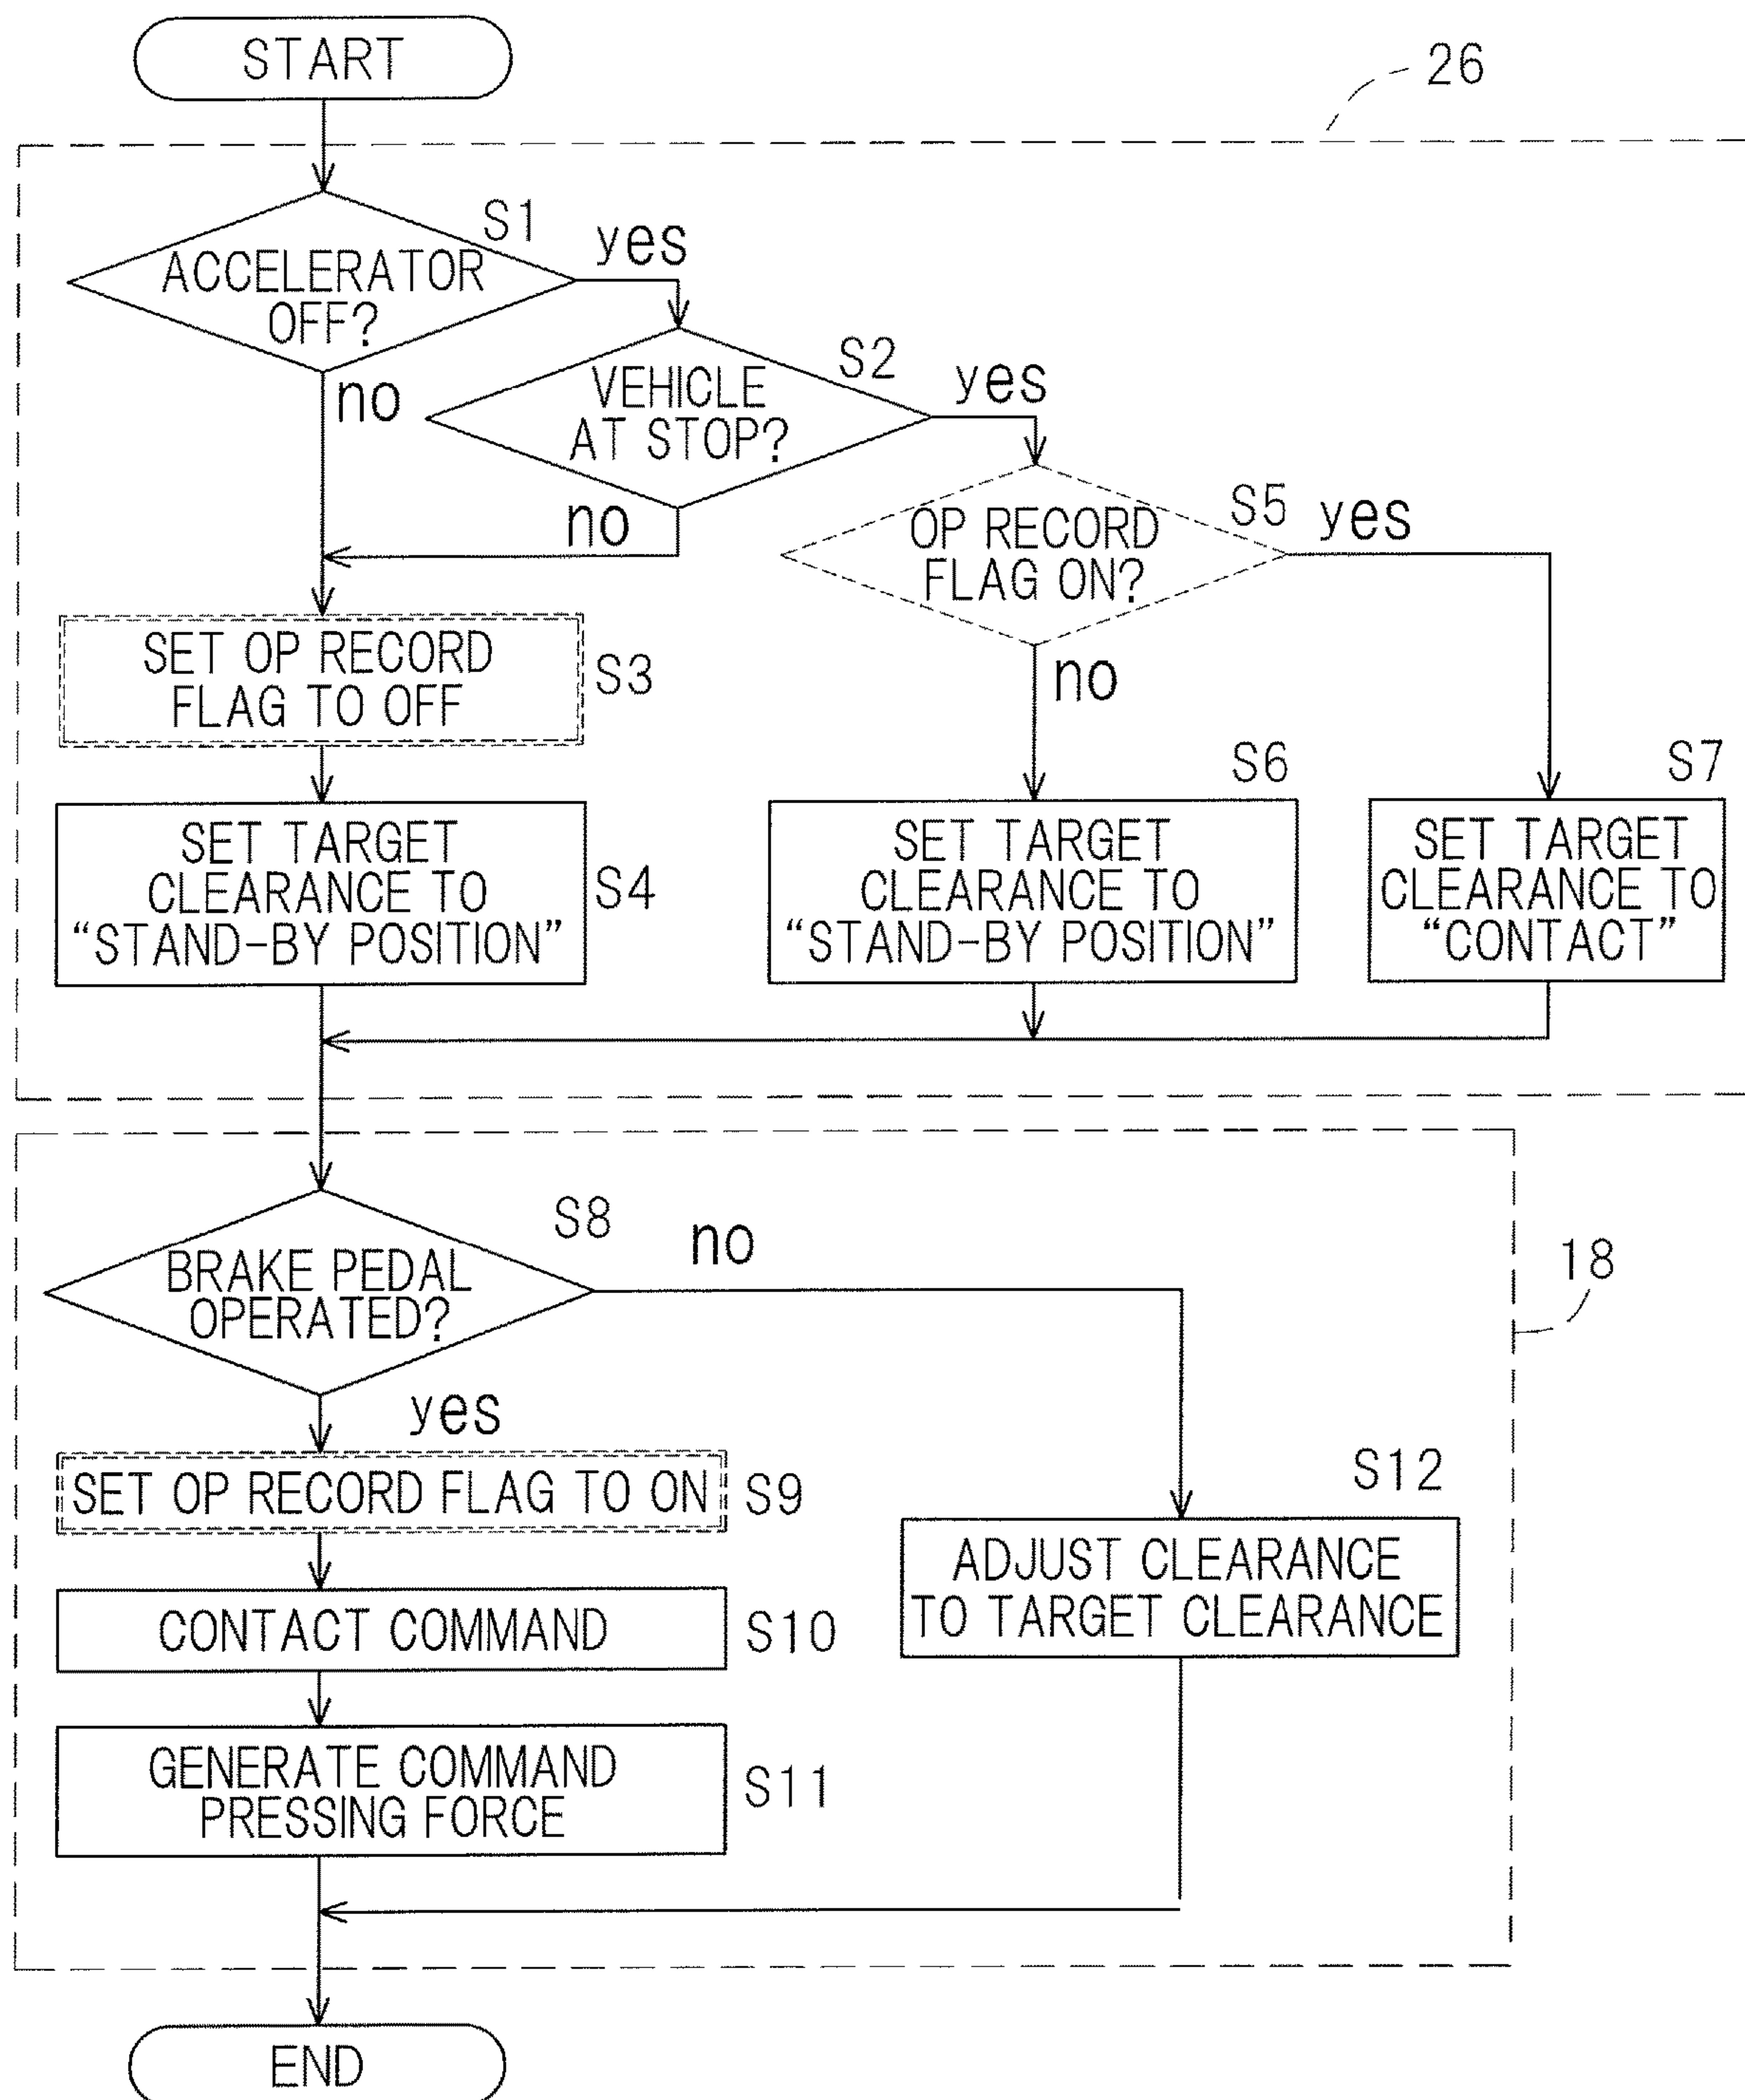 START
26
S1
yes
ACCELERATOR
OFF?
no
S2
yes
VEHICLE
AT STOP?
no
S5
yes
OP RECORD
FLAG ON?
no
SET OP RECORD
FLAG TO OFF
S3
SET TARGET
CLEARANCE TO
“STAND-BY POSITION”
S4
S6
SET TARGET
CLEARANCE TO
“STAND-BY POSITION”
S7
SET TARGET
CLEARANCE TO
“CONTACT”
S8
no
BRAKE PEDAL
OPERATED?
yes
18
SET OP RECORD FLAG TO ON
S9
S12
ADJUST CLEARANCE
TO TARGET CLEARANCE
CONTACT COMMAND
S10
GENERATE COMMAND
PRESSING FORCE
S11
END